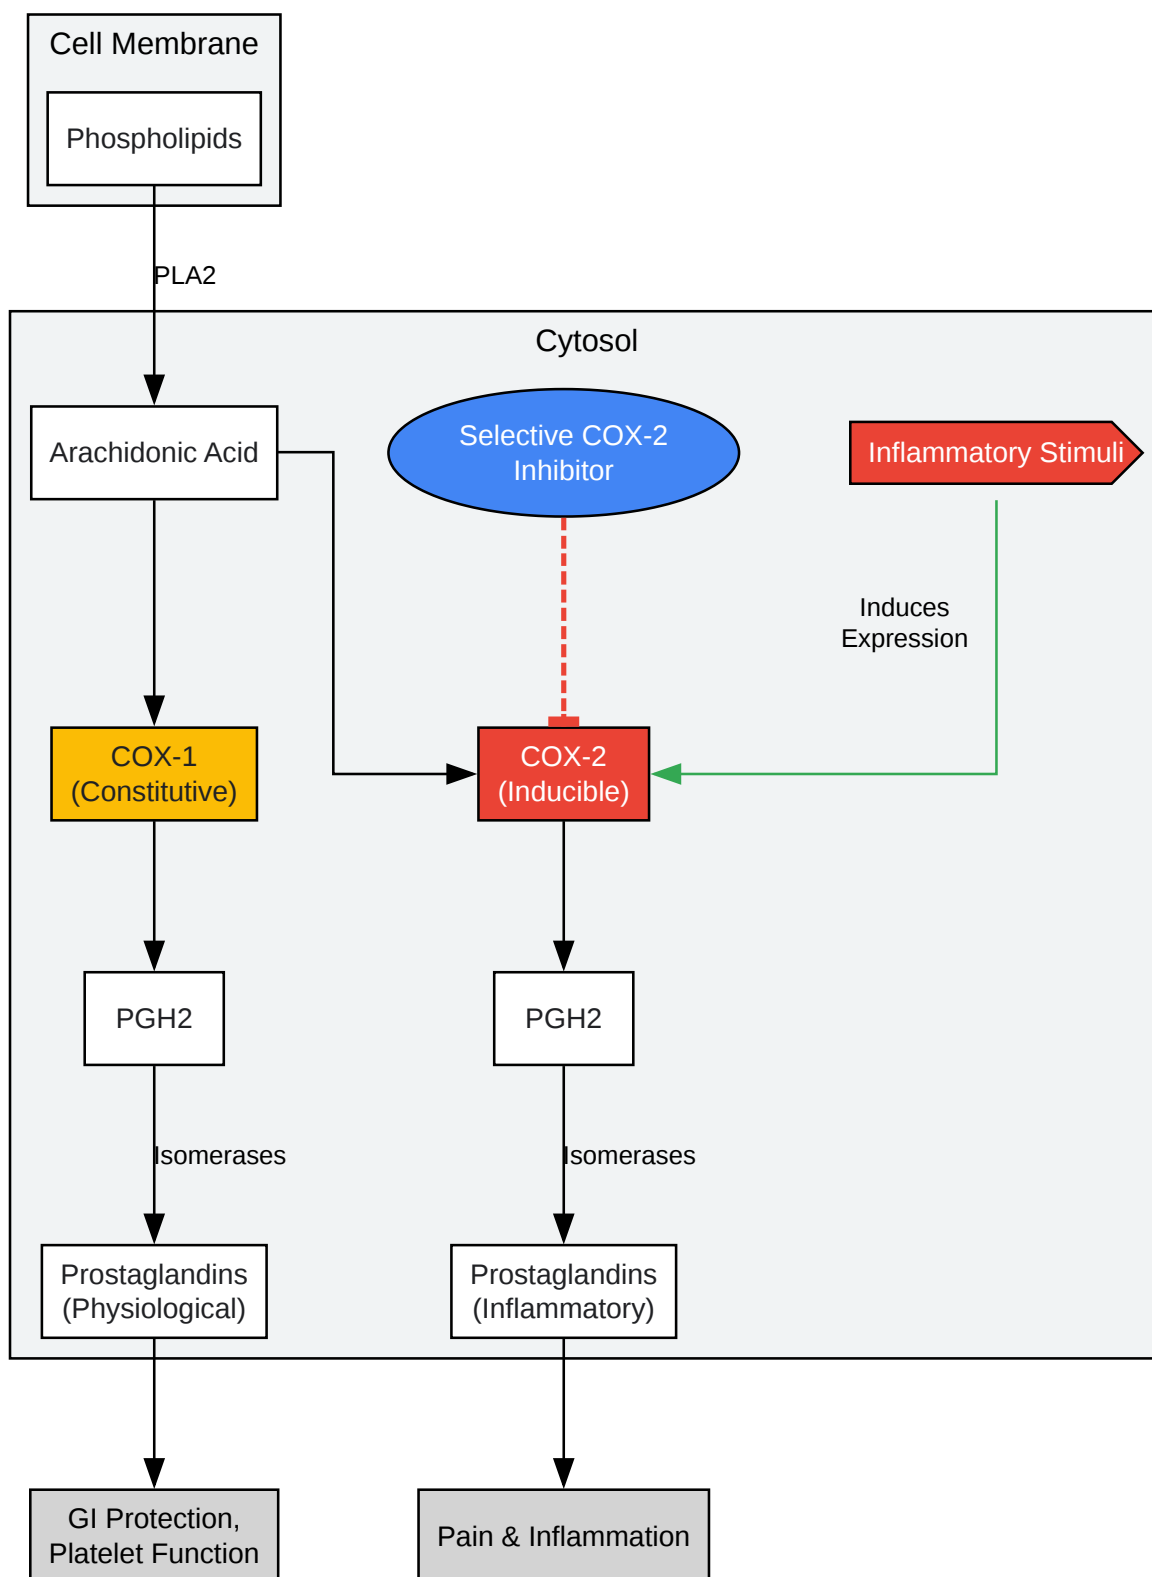 Cell Membrane
Phospholipids
PLA2
Cytosol
Arachidonic Acid
Selective COX-2
Inhibitor
Inflammatory Stimuli
Induces
Expression
COX-1
(Constitutive)
COX-2
(Inducible)
PGH2
PGH2
Isomerases
Isomerases
Prostaglandins
(Physiological)
Prostaglandins
(Inflammatory)
GI Protection,
Platelet Function
Pain & Inflammation